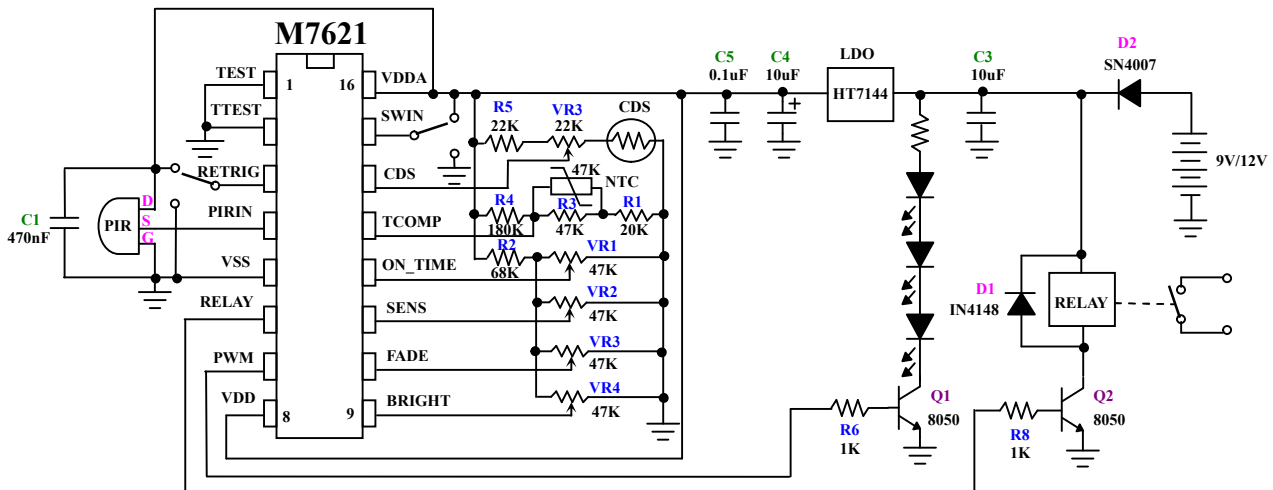 M7621
TEST
1
16
VDDA
TTEST
SWIN
RETRIG
CDS
PIRIN
TCOMP
VSS
ON_TIME
RELAY
SENS
PWM
FADE
VDD
8
9
BRIGHT
C1
470nF
PIR
D
S
G
R5
22K
VR3
22K
CDS
47K
NTC
R4
180K
R3
47K
R1
20K
R2
68K
VR1
47K
VR2
47K
VR3
47K
VR4
47K
C5
0.1uF
C4
10uF
+
LDO
HT7144
C3
10uF
D2
SN4007
9V/12V
D1
IN4148
RELAY
Q1
8050
R6
1K
Q2
8050
R8
1K